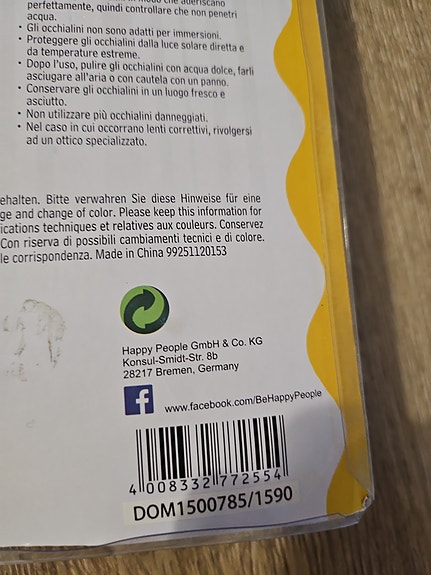 in modo che aderiscano
perfettamente, quindi controllare che non penetri
acqua.
• Gli occhialini non sono adatti per immersioni.
• Proteggere gli occhialini dalla luce solare diretta e
da temperature estreme.
• Dopo l'uso, pulire gli occhialini con acqua dolce, farli
asciugare all'aria o con cautela con un panno.
• Conservare gli occhialini in un luogo fresco e
asciutto.
• Non utilizzare più occhialini danneggiati.
• Nel caso in cui occorrano lenti correttivi, rivolgersi
ad un ottico specializzato.
ehalten. Bitte verwahren Sie diese Hinweise für eine
ge and change of color. Please keep this information for
ications techniques et relatives aux couleurs. Conservez
Con riserva di possibili cambiamenti tecnici e di colore.
le corrispondenza. Made in China 99251120153
Happy People GmbH & Co. KG
Konsul-Smidt-Str. 8b
28217 Bremen, Germany
f www.facebook.com/BeHappyPeople
4 008332 772554
DOM1500785/1590